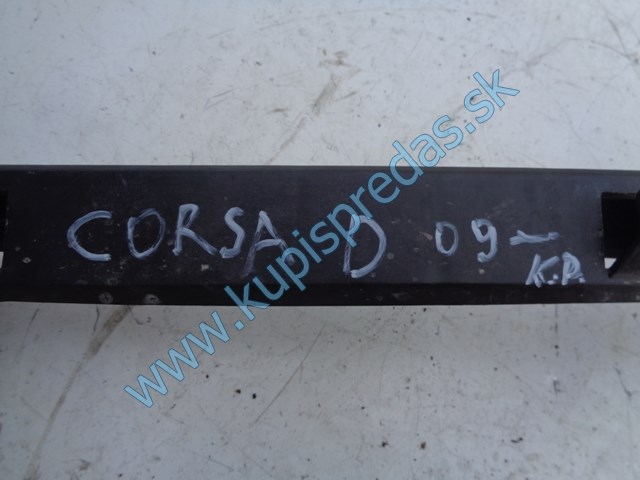 CORSA D 09-
K.P.
www.kupispredas.sk